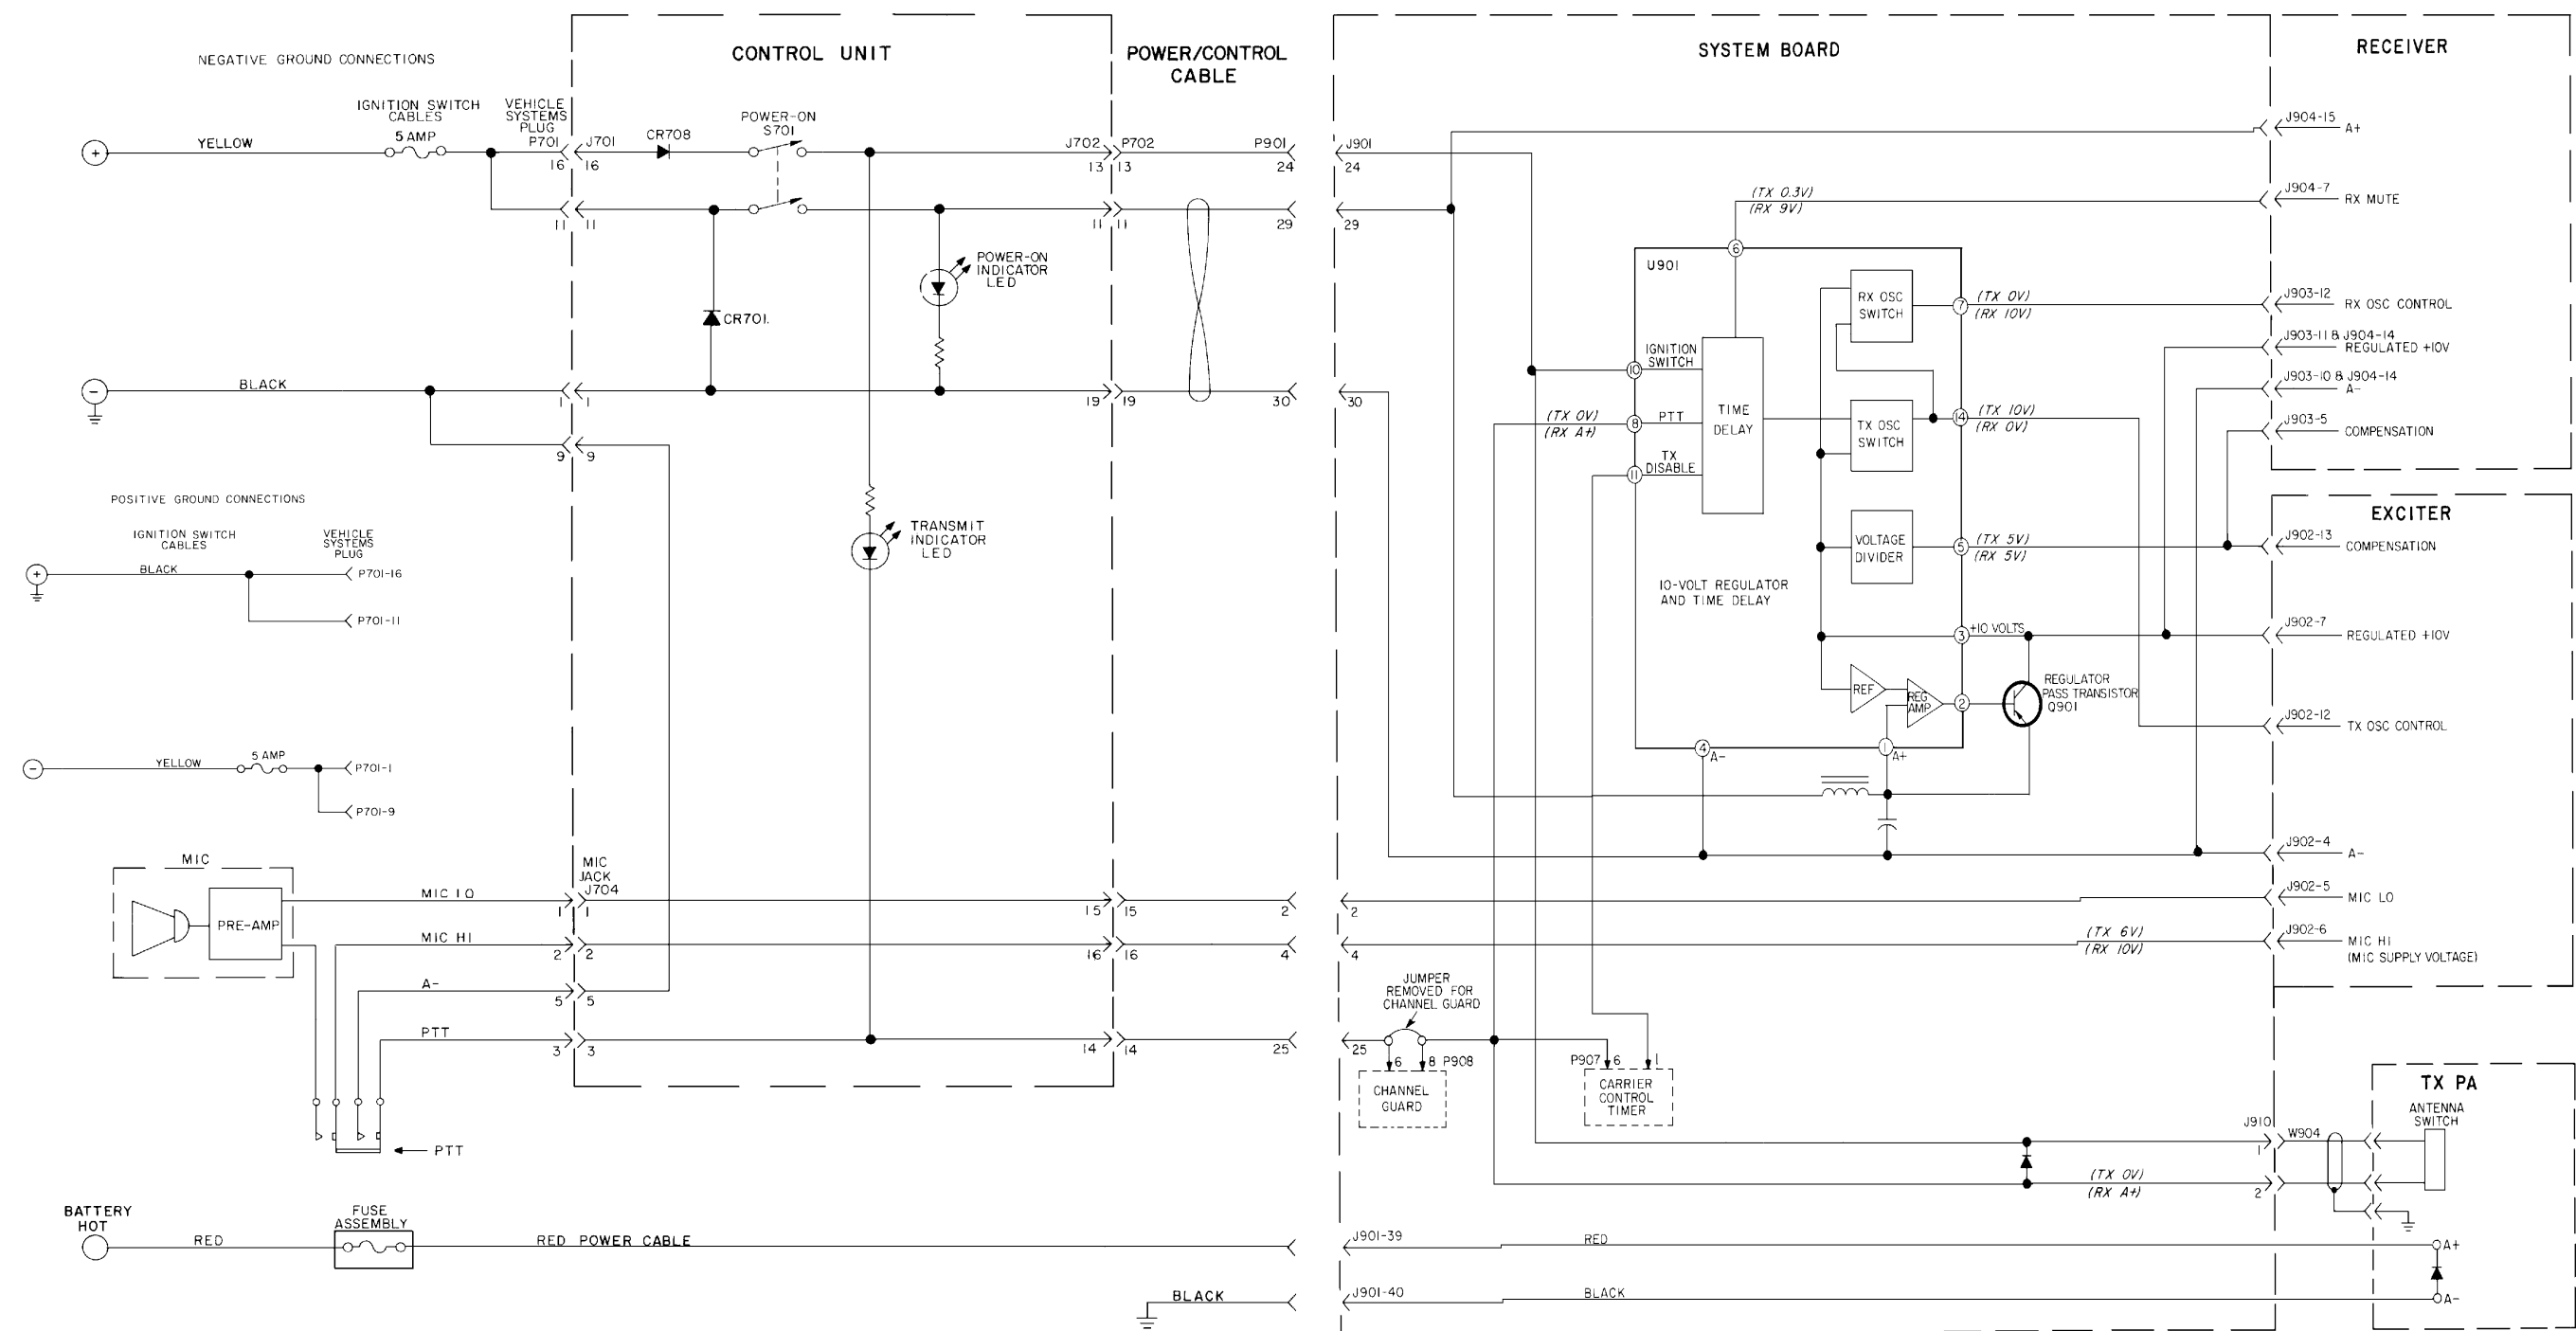 CONTROL UNIT
POWER/CONTROL
CABLE
SYSTEM BOARD
RECEIVER
NEGATIVE GROUND CONNECTIONS
IGNITION SWITCH
CABLES
5 AMP
VEHICLE
SYSTEMS
PLUG
P701
J701
16
16
CR708
POWER-ON
S701
J702
P702
13
13
P901
24
J901
24
+
YELLOW
11
11
11
11
29
29
POWER-ON
INDICATOR
LED
CR701.
-
BLACK
1
1
19
19
30
30
9
9
J904-15
A+
(TX 0.3V)
(RX 9V)
J904-7
RX MUTE
6
U901
RX OSC
SWITCH
7
(TX 0V)
(RX 10V)
J903-12
RX OSC CONTROL
J903-11 & J904-14
REGULATED +10V
J903-10 & J904-14
A-
J903-5
COMPENSATION
IGNITION
SWITCH
10
(TX 0V)
(RX A+)
8
PTT
TX
DISABLE
11
TIME
DELAY
TX OSC
SWITCH
14
(TX 10V)
(RX 0V)
VOLTAGE
DIVIDER
5
(TX 5V)
(RX 5V)
10-VOLT REGULATOR
AND TIME DELAY
3
+10 VOLTS
REF
REG
AMP
2
REGULATOR
PASS TRANSISTOR
Q901
4
A-
1
A+
EXCITER
J902-13
COMPENSATION
J902-7
REGULATED +10V
J902-12
TX OSC CONTROL
J902-4
A-
J902-5
MIC LO
(TX 6V)
(RX 10V)
J902-6
MIC HI
(MIC SUPPLY VOLTAGE)
POSITIVE GROUND CONNECTIONS
IGNITION SWITCH
CABLES
VEHICLE
SYSTEMS
PLUG
+
BLACK
P701-16
P701-11
TRANSMIT
INDICATOR
LED
-
YELLOW
5 AMP
P701-1
P701-9
MIC
PRE-AMP
MIC
JACK
J704
MIC LO
1
1
15
15
2
2
MIC HI
2
2
16
16
4
4
A-
5
5
PTT
3
3
14
14
25
25
PTT
JUMPER
REMOVED FOR
CHANNEL GUARD
6
8
P908
CHANNEL
GUARD
P907
6
1
CARRIER
CONTROL
TIMER
TX PA
ANTENNA
SWITCH
J910
1
W904
(TX 0V)
(RX A+)
2
BATTERY
HOT
RED
FUSE
ASSEMBLY
RED POWER CABLE
J901-39
RED
A+
BLACK
J901-40
BLACK
A-